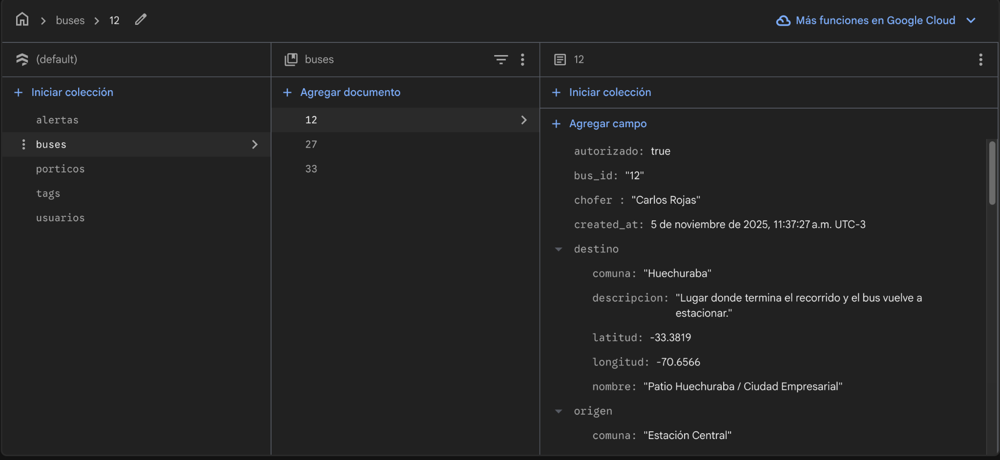 buses
12
Más funciones en Google Cloud
(default)
buses
12
Iniciar colección
Agregar documento
Iniciar colección
alertas
buses
porticos
tags
usuarios
12
27
33
Agregar campo
autorizado: true
bus_id: "12"
chofer : "Carlos Rojas"
created_at: 5 de noviembre de 2025, 11:37:27 a.m. UTC-3
destino
comuna: "Huechuraba"
descripcion: "Lugar donde termina el recorrido y el bus vuelve a
estacionar."
latitud: -33.3819
longitud: -70.6566
nombre: "Patio Huechuraba / Ciudad Empresarial"
origen
comuna: "Estación Central"